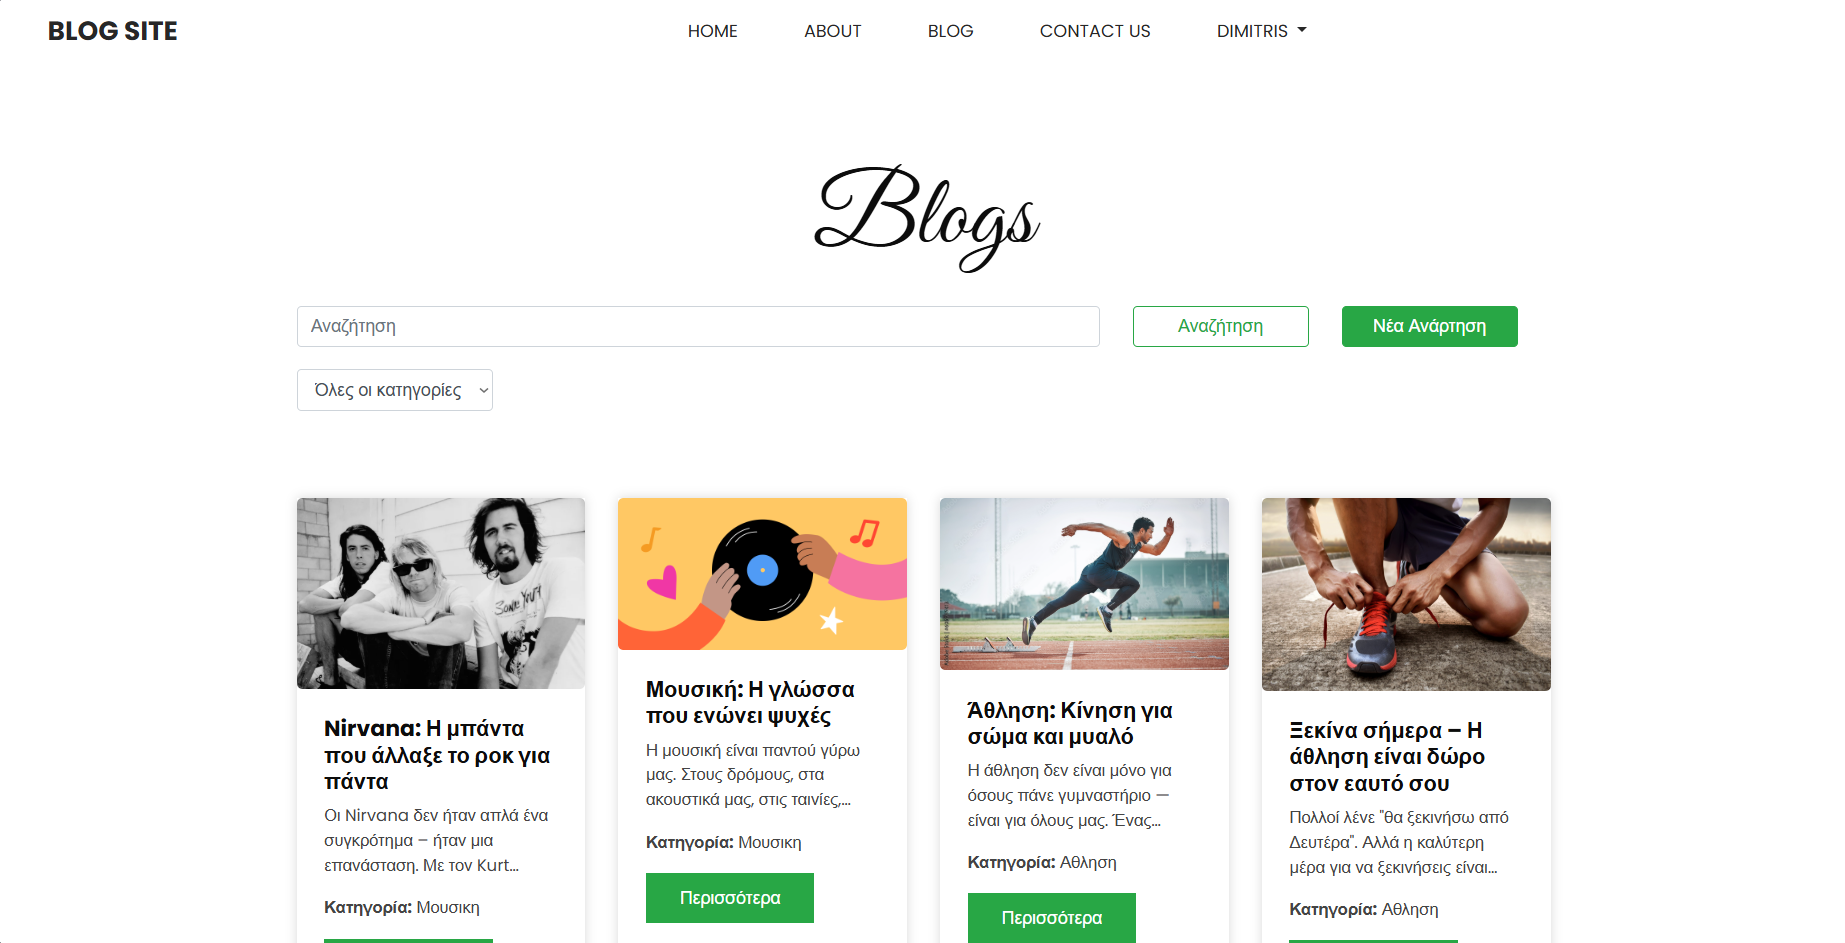 BLOG SITE
HOME
ABOUT
BLOG
CONTACT US
DIMITRIS
Blogs
Αναζήτηση
Αναζήτηση
Νέα Ανάρτηση
Όλες οι κατηγορίες
SONIC YOUTH
Nirvana: Η μπάντα
που άλλαξε το ροκ για
πάντα
Οι Nirvana δεν ήταν απλά ένα
συγκρότημα – ήταν μια
επανάσταση. Με τον Kurt...
Κατηγορία: Μουσικη
Μουσική: Η γλώσσα
που ενώνει ψυχές
Η μουσική είναι παντού γύρω
μας. Στους δρόμους, στα
ακουστικά μας, στις ταινίες,...
Κατηγορία: Μουσικη
Περισσότερα
Άθληση: Κίνηση για
σώμα και μυαλό
Η άθληση δεν είναι μόνο για
όσους πάνε γυμναστήριο —
είναι για όλους μας. Ένας...
Κατηγορία: Αθληση
Περισσότερα
Ξεκίνα σήμερα – Η
άθληση είναι δώρο
στον εαυτό σου
Πολλοί λένε "θα ξεκινήσω από
Δευτέρα". Αλλά η καλύτερη
μέρα για να ξεκινήσεις είναι...
Κατηγορία: Αθληση